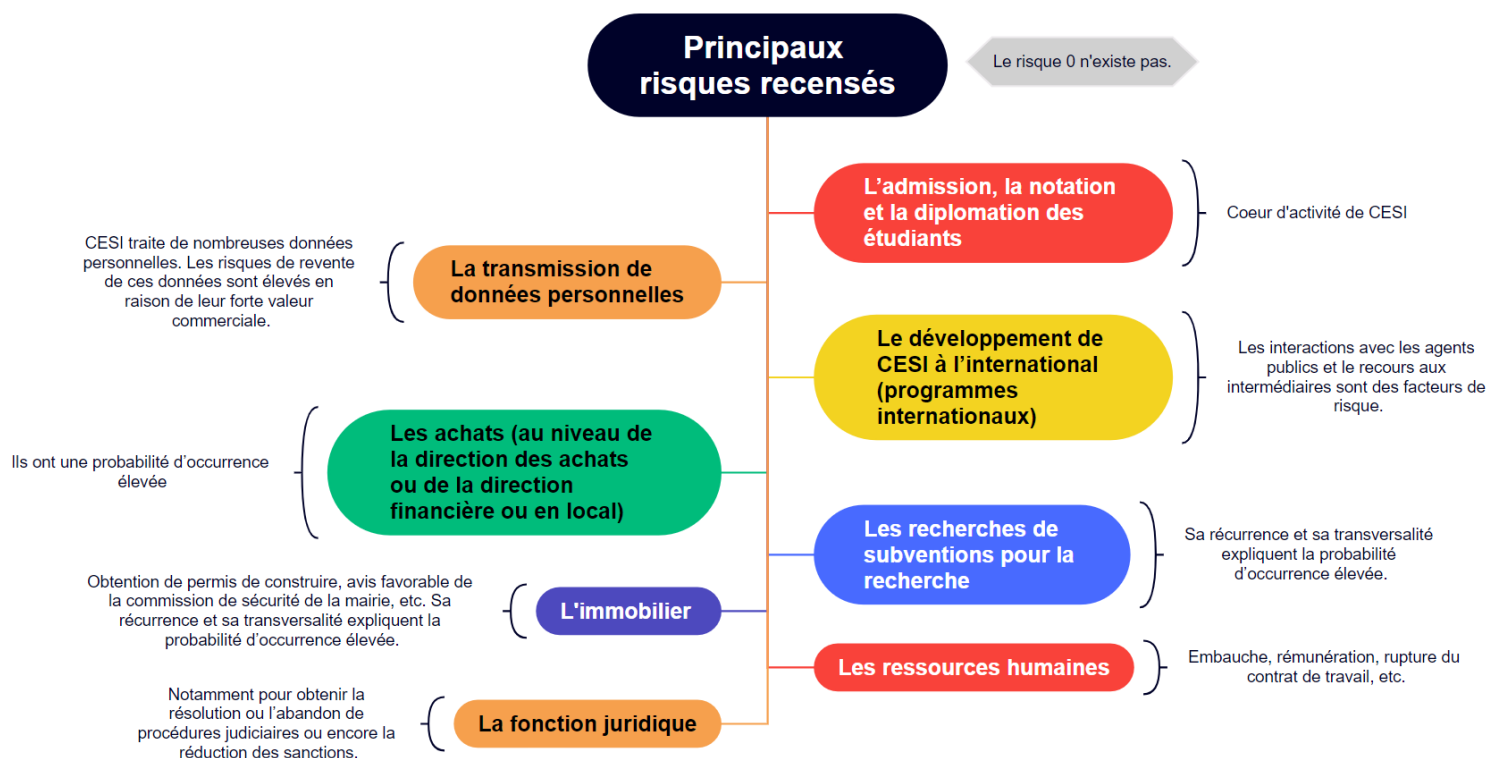 Principaux
risques recensés
Le risque 0 n'existe pas.
L’admission, la notation
et la diplomation des
étudiants
Coeur d'activité de CESI
CESI traite de nombreuses données
personnelles. Les risques de revente
de ces données sont élevés en
raison de leur forte valeur
commerciale.
La transmission de
données personnelles
Le développement de
CESI à l’international
(programmes
internationaux)
Les interactions avec les agents
publics et le recours aux
intermédiaires sont des facteurs de
risque.
Ils ont une probabilité d’occurrence
élevée
Les achats (au niveau de
la direction des achats
ou de la direction
financière ou en local)
Les recherches de
subventions pour la
recherche
Sa récurrence et sa transversalité
expliquent la probabilité
d’occurrence élevée.
Obtention de permis de construire, avis favorable de
la commission de sécurité de la mairie, etc. Sa
récurrence et sa transversalité expliquent la
probabilité d’occurrence élevée.
L'immobilier
Les ressources humaines
Embauche, rémunération, rupture du
contrat de travail, etc.
Notamment pour obtenir la
résolution ou l’abandon de
procédures judiciaires ou encore la
réduction des sanctions.
La fonction juridique